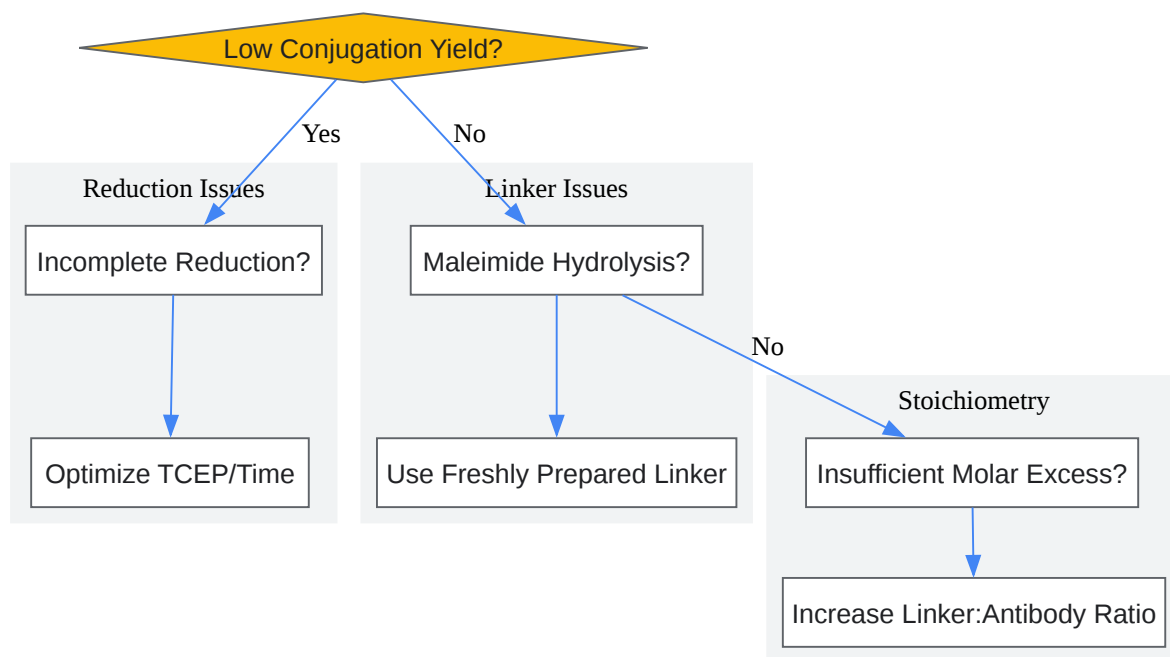 Low Conjugation Yield?
Yes
No
Reduction Issues
Linker Issues
Incomplete Reduction?
Maleimide Hydrolysis?
No
Stoichiometry
Optimize TCEP/Time
Use Freshly Prepared Linker
Insufficient Molar Excess?
Increase Linker:Antibody Ratio